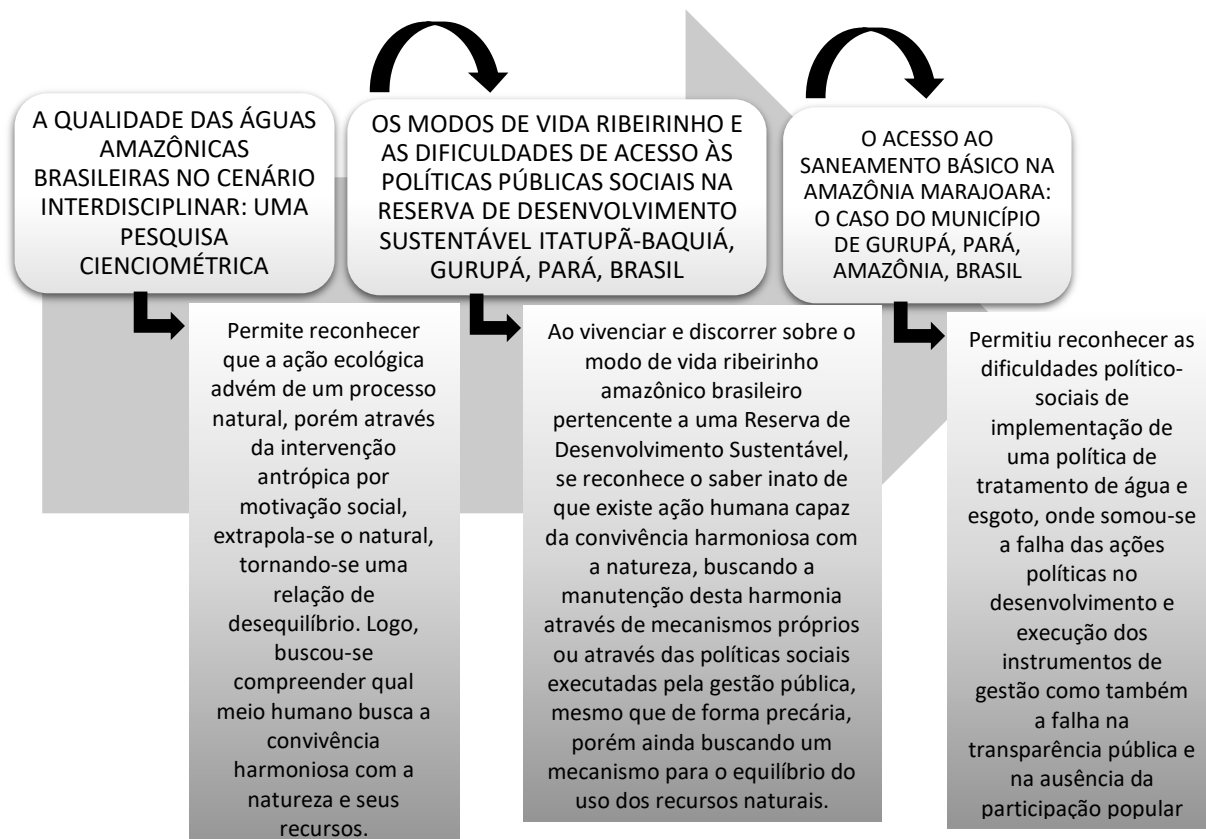 A QUALIDADE DAS ÁGUAS
AMAZÔNICAS
BRASILEIRAS NO CENÁRIO
INTERDISCIPLINAR: UMA
PESQUISA
CIENCIOMÉTRICA
Permite reconhecer
que a ação ecológica
advém de um processo
natural, porém através
da intervenção
antrópica por
motivação social,
extrapola-se o natural,
tornando-se uma
relação de
desequilíbrio. Logo,
buscou-se
compreender qual
meio humano busca a
convivência
harmoniosa com a
natureza e seus
recursos.
OS MODOS DE VIDA RIBEIRINHO E
AS DIFICULDADES DE ACESSO ÀS
POLÍTICAS PÚBLICAS SOCIAIS NA
RESERVA DE DESENVOLVIMENTO
SUSTENTÁVEL ITATUPÃ-BAQUIÁ,
GURUPÁ, PARÁ, BRASIL
Ao vivenciar e discorrer sobre o
modo de vida ribeirinho
amazônico brasileiro
pertencente a uma Reserva de
Desenvolvimento Sustentável,
se reconhece o saber inato de
que existe ação humana capaz
da convivência harmoniosa com
a natureza, buscando a
manutenção desta harmonia
através de mecanismos próprios
ou através das políticas sociais
executadas pela gestão pública,
mesmo que de forma precária,
porém ainda buscando um
mecanismo para o equilíbrio do
uso dos recursos naturais.
O ACESSO AO
SANEAMENTO BÁSICO NA
AMAZÔNIA MARAJOARA:
O CASO DO MUNICÍPIO
DE GURUPÁ, PARÁ,
AMAZÔNIA, BRASIL
Permitiu reconhecer as
dificuldades político-
sociais de
implementação de
uma política de
tratamento de água e
esgoto, onde somou-se
a falha das ações
políticas no
desenvolvimento e
execução dos
instrumentos de
gestão como também
a falha na
transparência pública e
na ausência da
participação popular